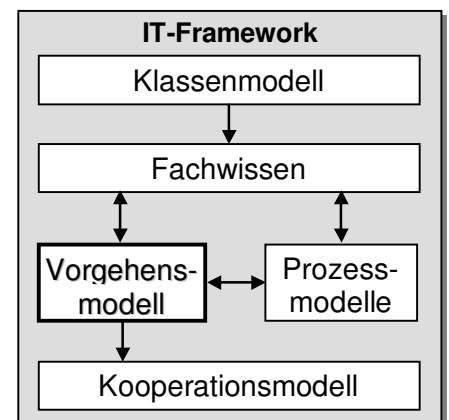 IT-Framework
Klassenmodell
Fachwissen
Vorgehens-
modell
Prozess-
modelle
Kooperationsmodell